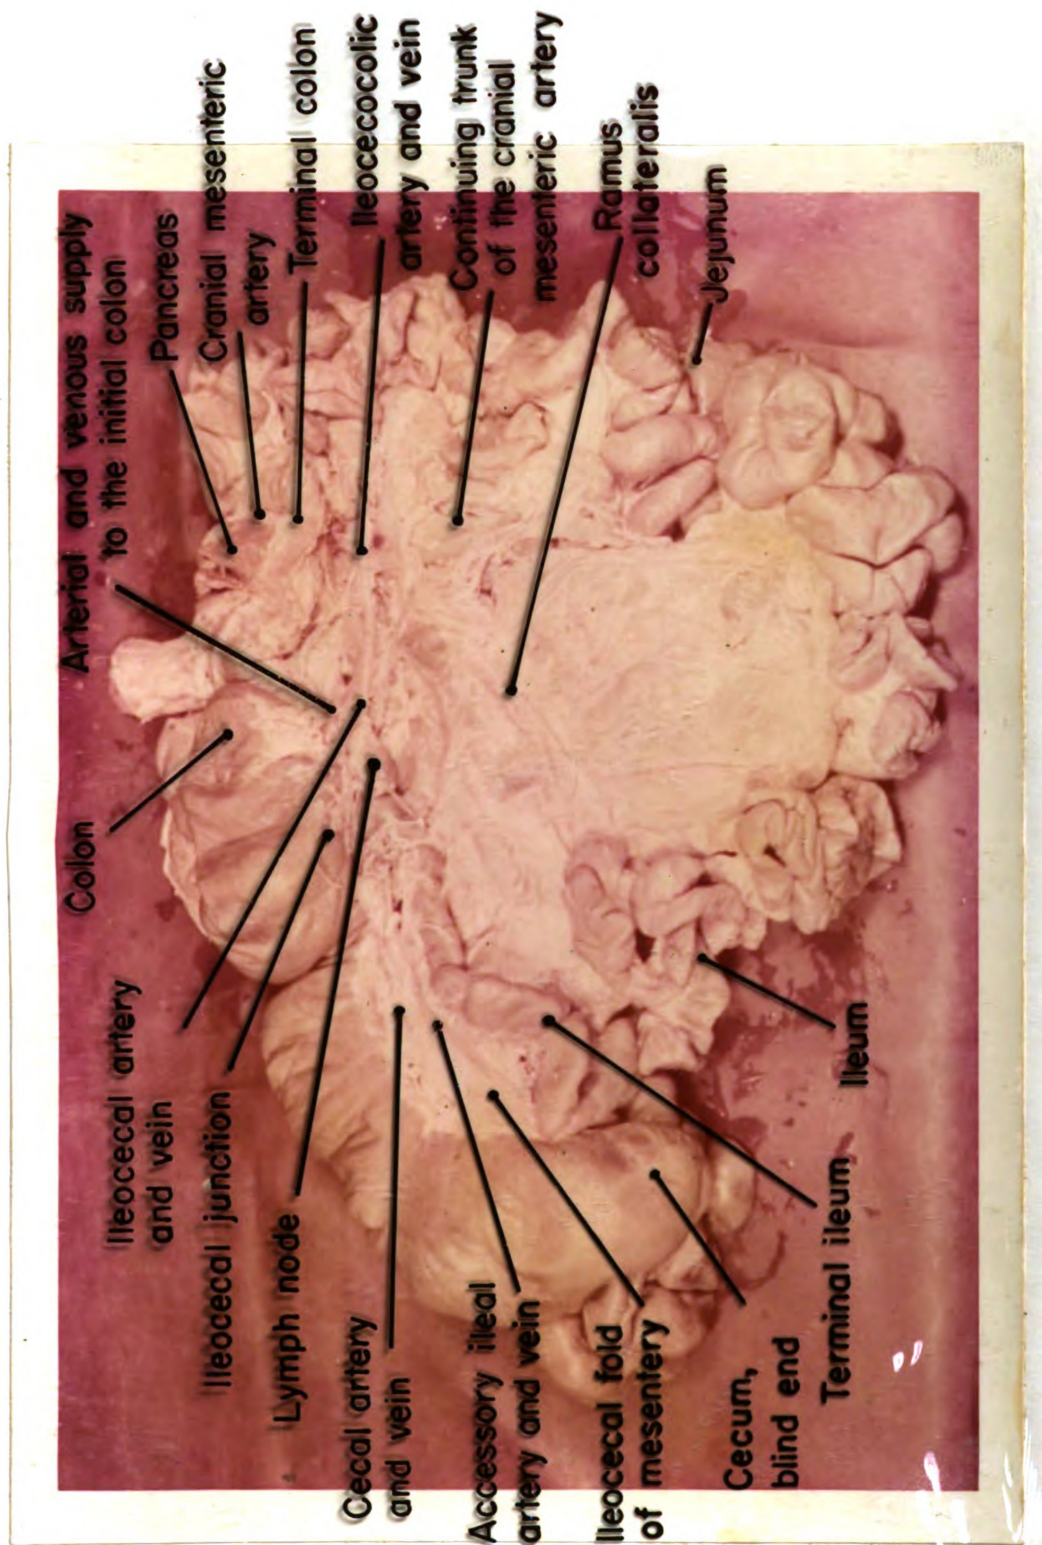 Colon
Arterial and venous supply
to the initial colon
Pancreas
Cranial mesenteric
artery
Terminal colon
Ileocecocolic
artery and vein
Continuing trunk
of the cranial
mesenteric artery
Ramus
collateralis
Jejunum
Ileocecal artery
and vein
Ileocecal junction
Lymph node
Cecal artery
and vein
Accessory ileal
artery and vein
Ileocecal fold
of mesentery
Cecum,
blind end
Terminal ileum
Ileum